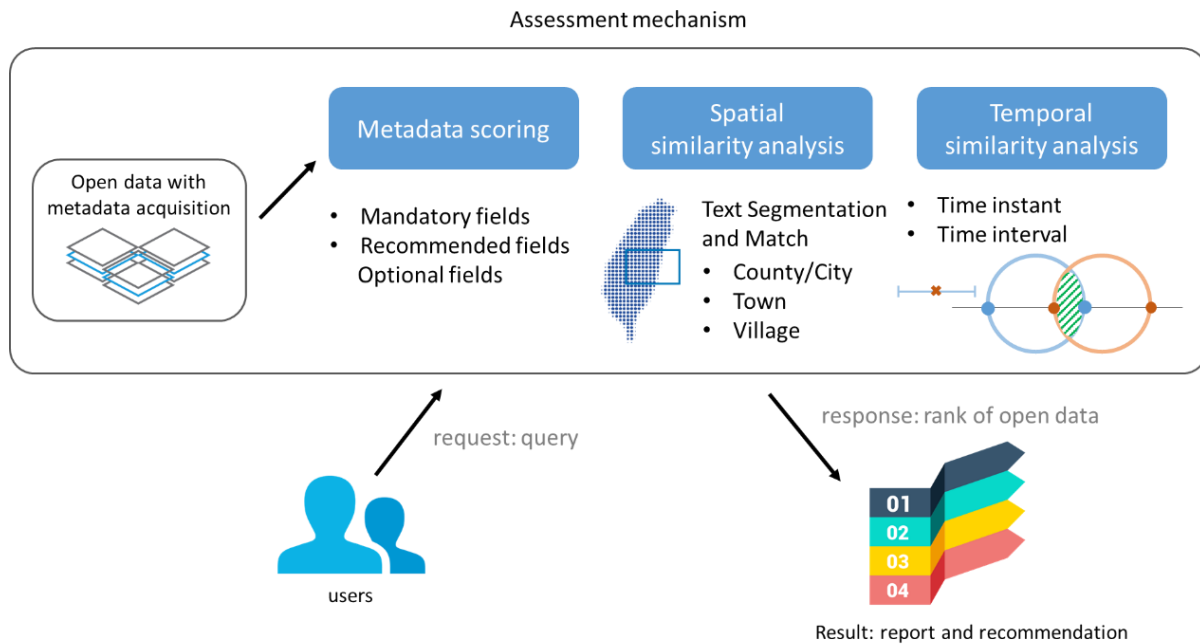 Assessment mechanism
Open data with
metadata acquisition
Metadata scoring
• Mandatory fields
• Recommended fields
Optional fields
Spatial
similarity analysis
Text Segmentation
and Match
• County/City
• Town
• Village
Temporal
similarity analysis
• Time instant
• Time interval
request: query
users
response: rank of open data
01
02
03
04
Result: report and recommendation